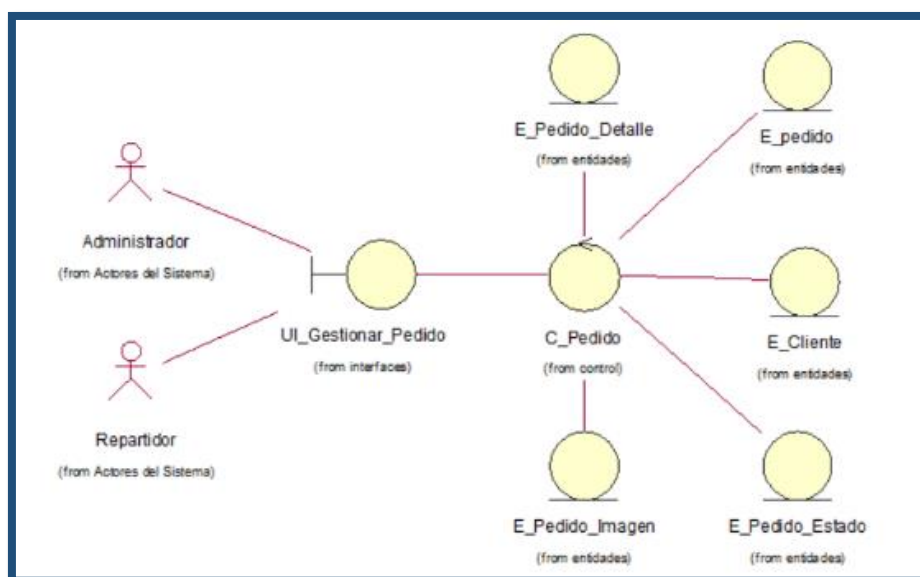 E_Pedido_Detalle
(from entidades)
E_pedido
(from entidades)
Administrador
(from Actores del Sistema)
UI_Gestionar_Pedido
(from interfaces)
C_Pedido
(from control)
E_Cliente
(from entidades)
Repartidor
(from Actores del Sistema)
E_Pedido_Imagen
(from entidades)
E_Pedido_Estado
(from entidades)